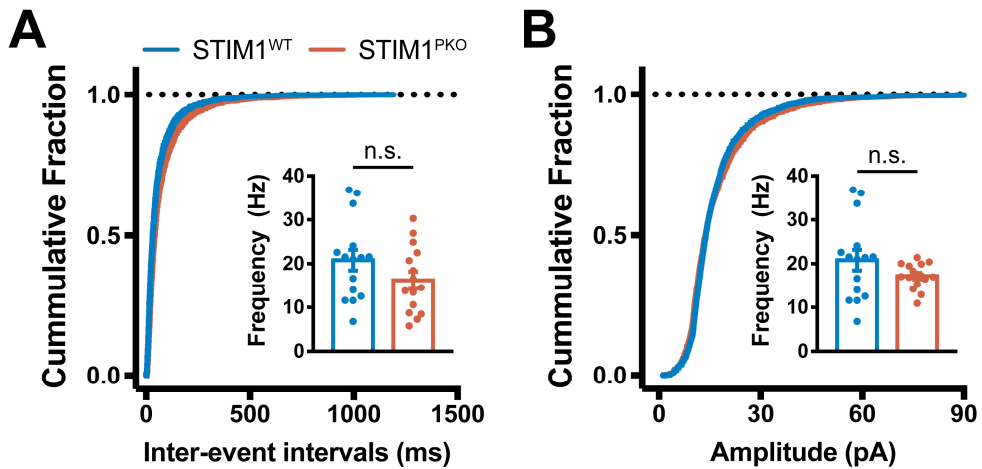 A
B
STIM1WT
STIM1PKO
Cummulative Fraction
1.0
0.5
0.0
0
500
1000
1500
Inter-event intervals (ms)
n.s.
Frequency (Hz)
40
30
20
10
0
Cummulative Fraction
1.0
0.5
0.0
0
30
60
90
Amplitude (pA)
n.s.
Frequency (Hz)
40
30
20
10
0